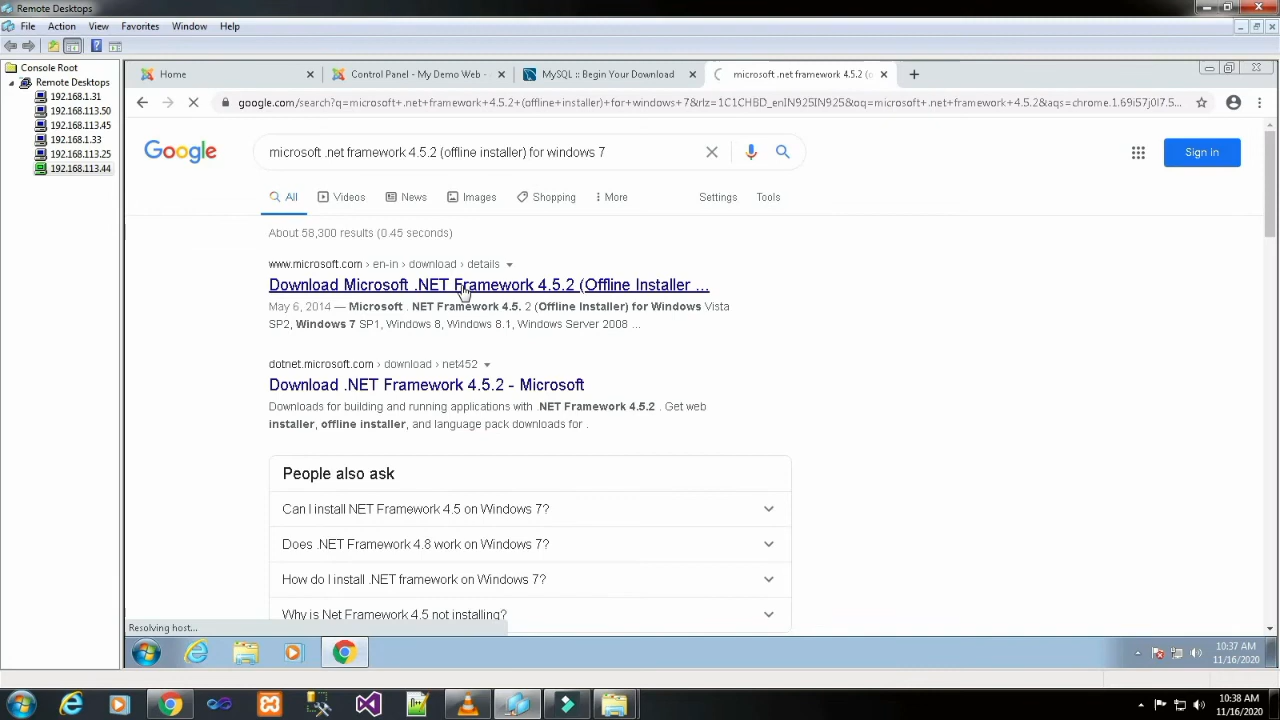 Remote Desktops
File Action View Favorites Window Help
Console Root
Remote Desktops
192.168.1.31
192.168.113.50
192.168.113.45
192.168.1.33
192.168.113.25
192.168.113.44
Home
Control Panel - My Demo Web
MySQL :: Begin Your Download
microsoft .net framework 4.5.2 (o
google.com/search?q=microsoft+.net+framework+4.5.2+(offline+installer)+for+windows+7&rlz=1C1CHBD_enIN925IN925&oq=microsoft+.net+framework+4.5.2&aqs=chrome.1.69i57j0l7.5...
Google
microsoft .net framework 4.5.2 (offline installer) for windows 7
Sign in
All Videos News Images Shopping More Settings Tools
About 58,300 results (0.45 seconds)
www.microsoft.com › en-in › download › details
Download Microsoft .NET Framework 4.5.2 (Offline Installer ...
May 6, 2014 — Microsoft . NET Framework 4.5. 2 (Offline Installer) for Windows Vista
SP2, Windows 7 SP1, Windows 8, Windows 8.1, Windows Server 2008 ...
dotnet.microsoft.com › download › net452
Download .NET Framework 4.5.2 - Microsoft
Downloads for building and running applications with .NET Framework 4.5.2 . Get web
installer, offline installer, and language pack downloads for .
People also ask
Can I install NET Framework 4.5 on Windows 7?
Does .NET Framework 4.8 work on Windows 7?
How do I install .NET framework on Windows 7?
Why is Net Framework 4.5 not installing?
Resolving host...
10:37 AM
11/16/2020
10:38 AM
11/16/2020